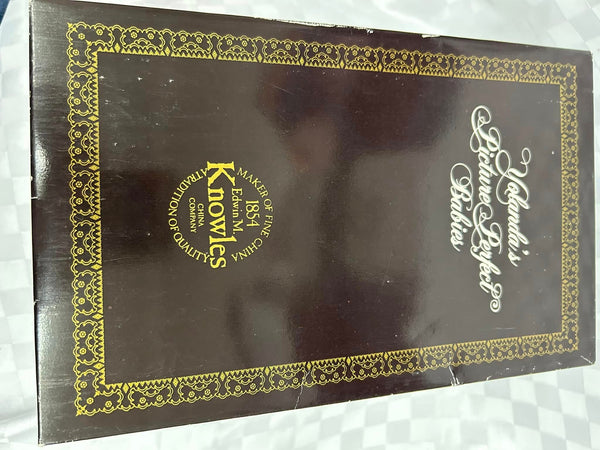 Yolanda's
Picture Perfect
Babies
MAKER OF FINE CHINA
1854
Edwin M.
Knowles
CHINA
COMPANY
A TRADITION OF QUALITY